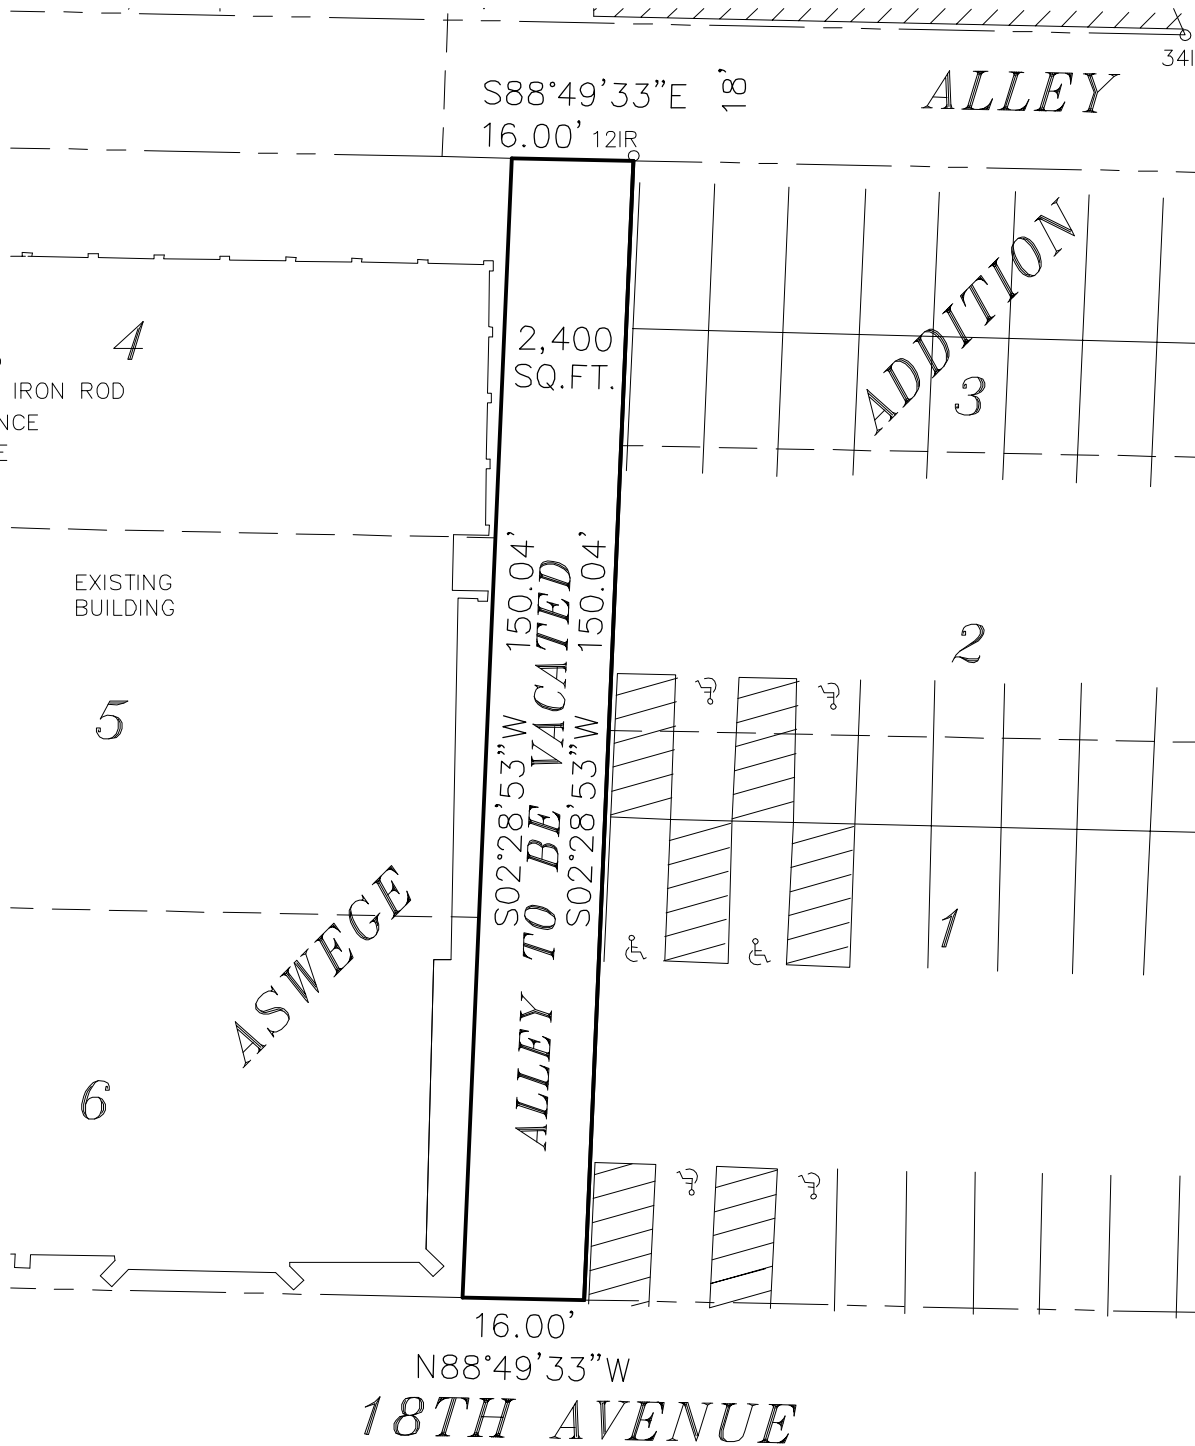 34I
ALLEY
18'
S88°49'33"E
16.00' 12IR
ADDITION
4
2,400
SQ.FT.
3
IRON ROD
NCE
E
EXISTING
BUILDING
150.04'
150.04'
2
5
S02°28'53"W
S02°28'53"W
ALLEY TO BE VACATED
1
ASWEGE
6
16.00'
N88°49'33"W
18TH AVENUE